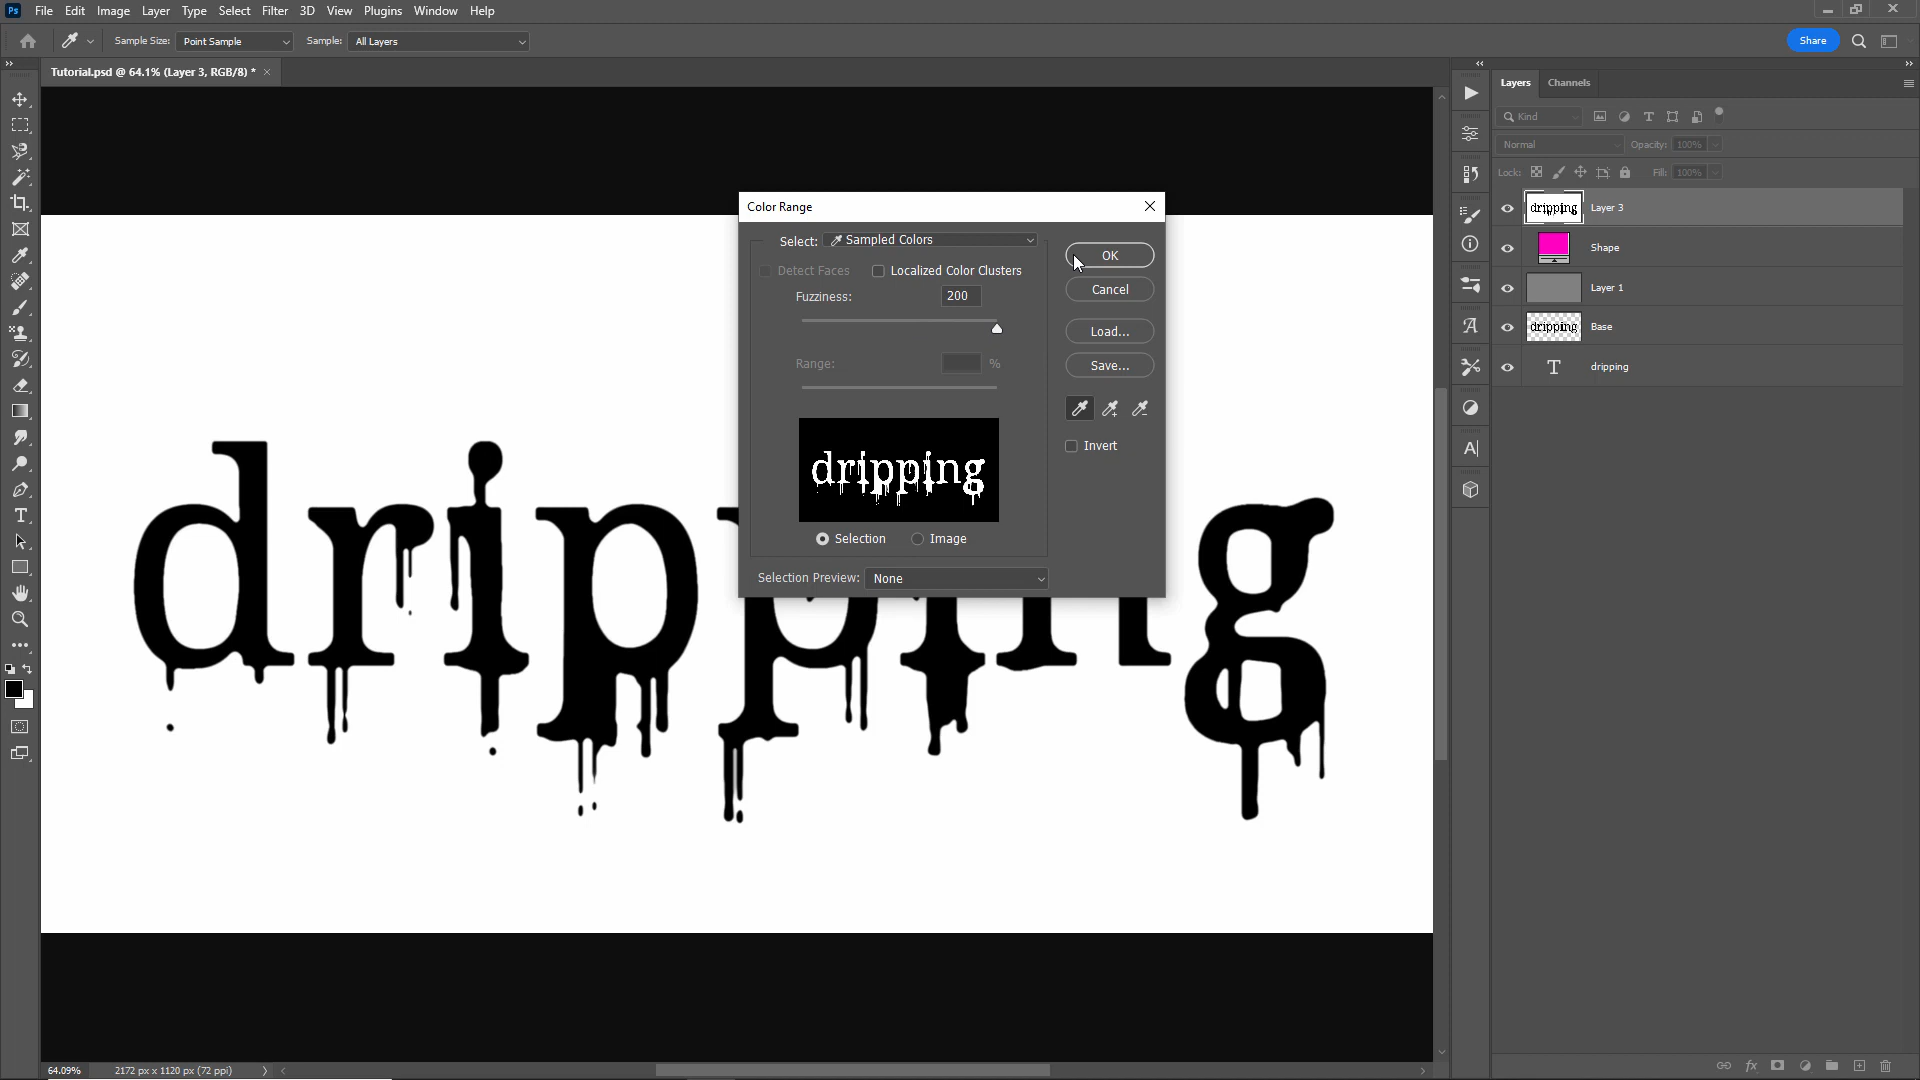 Ps File Edit Image Layer Type Select Filter 3D View Plugins Window Help
Sample Size: Point Sample Sample: All Layers Share
Tutorial.psd @ 64.1% (Layer 3, RGB/8) *
Layers Channels
Kind
Normal Opacity: 100%
Lock: Fill: 100%
dripping Layer 3
Shape
Layer 1
dripping Base
T dripping
Color Range
Select: Sampled Colors
Detect Faces Localized Color Clusters
Fuzziness: 200
Range: %
OK
Cancel
Load...
Save...
Invert
dripping
Selection Image
Selection Preview: None
dripping
64.09% 2172 px x 1120 px (72 ppi)